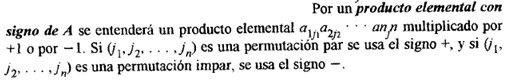 Por un producto elemental con
signo de A se entenderá un producto elemental a₁ⱼ₁a₂ⱼ₂ · · · anⱼn multiplicado por
+1 o por −1. Si (j₁, j₂, . . . , jₙ) es una permutación par se usa el signo +, y si (j₁,
j₂, . . . , jₙ) es una permutación impar, se usa el signo −.